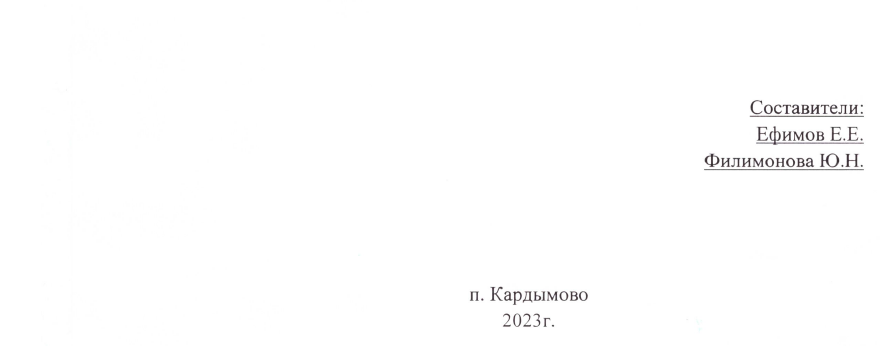 Составители:
Ефимов Е.Е.
Филимонова Ю.Н.
п. Кардымово
2023г.